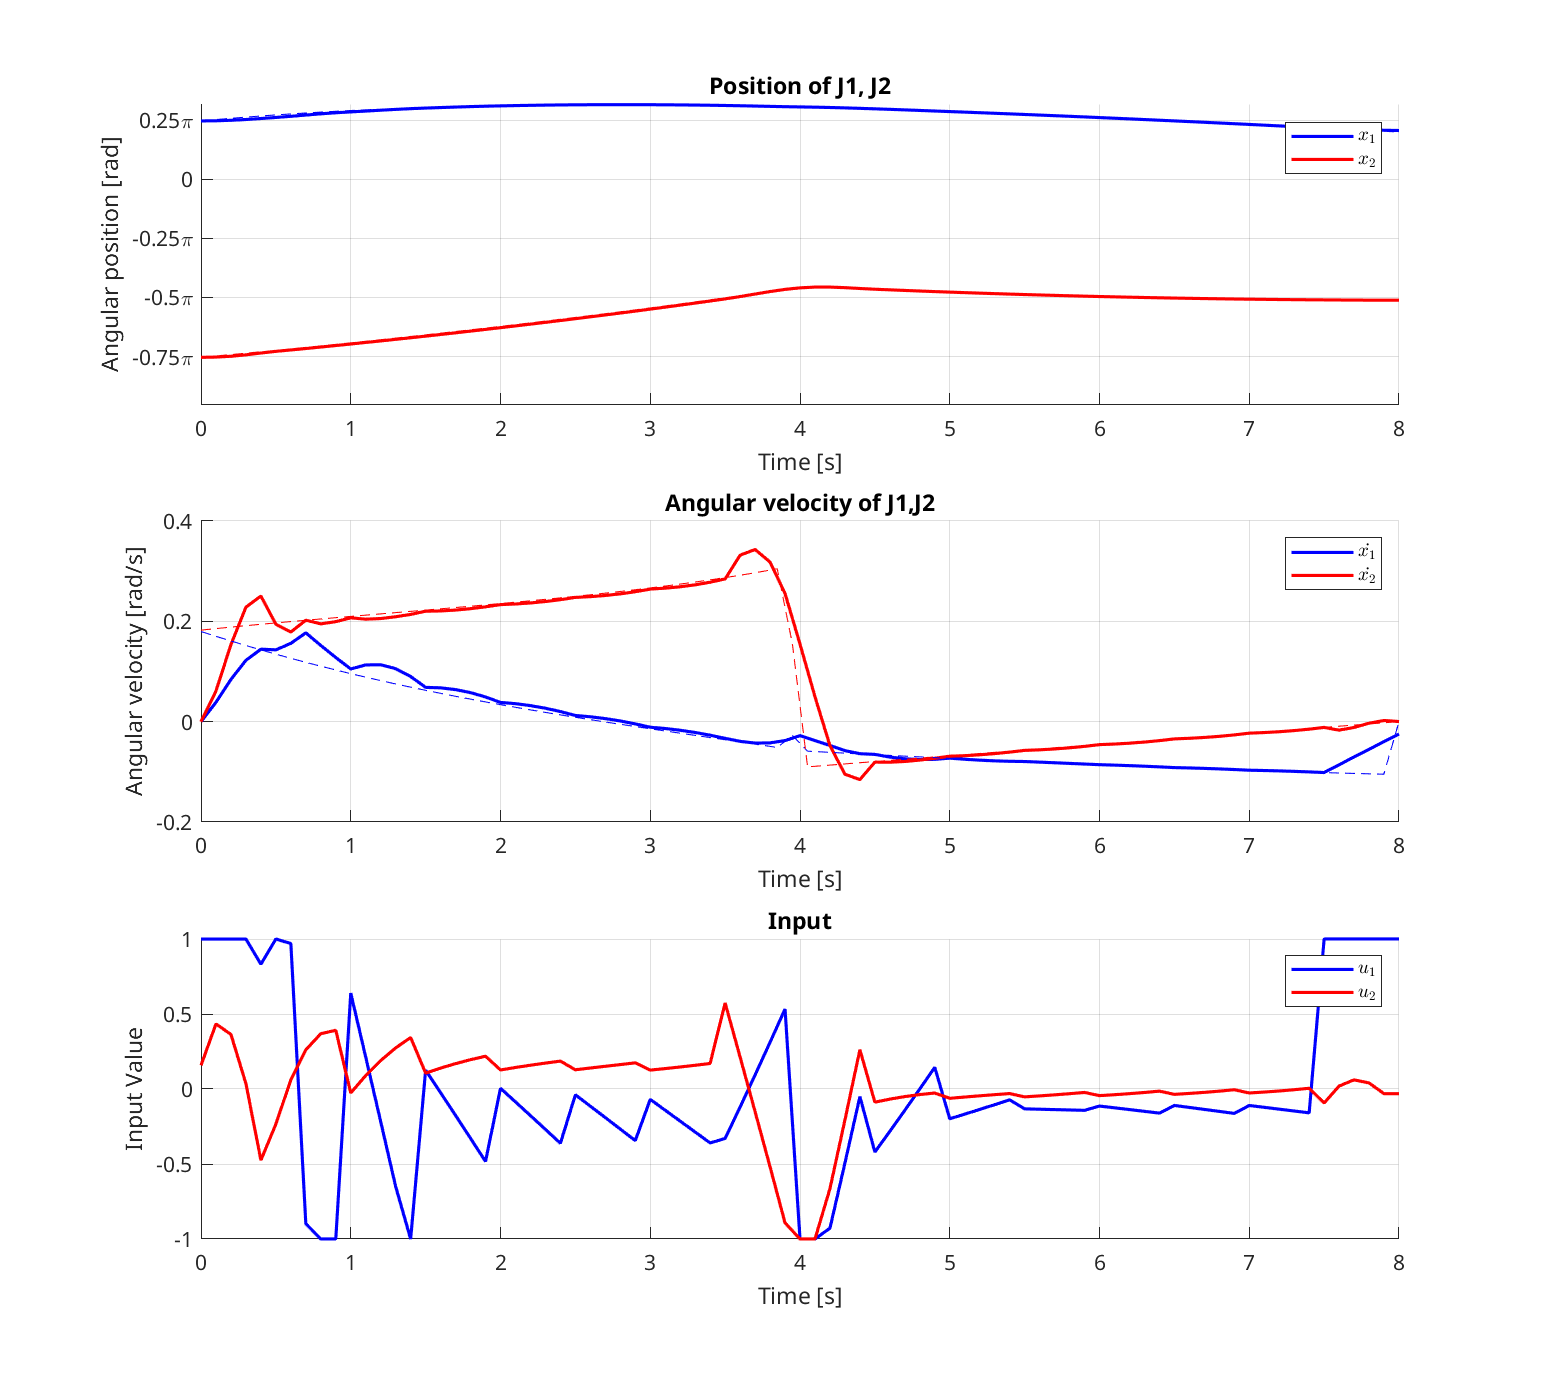 Position of J1, J2
Angular position [rad]
0.25π
0
-0.25π
-0.5π
-0.75π
x₁
x₂
0 1 2 3 4 5 6 7 8
Time [s]
Angular velocity of J1,J2
Angular velocity [rad/s]
0.4
0.2
0
-0.2
ẋ₁
ẋ₂
0 1 2 3 4 5 6 7 8
Time [s]
Input
Input Value
1
0.5
0
-0.5
-1
u₁
u₂
0 1 2 3 4 5 6 7 8
Time [s]